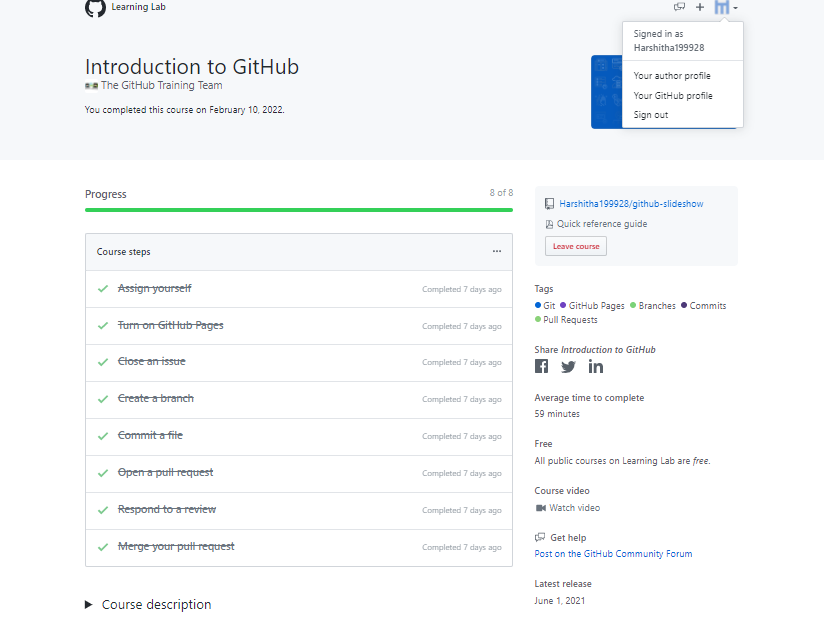 Learning Lab
Signed in as
Harshitha199928
Your author profile
Your GitHub profile
Sign out
Introduction to GitHub
The GitHub Training Team
You completed this course on February 10, 2022.
Progress
8 of 8
Course steps
Assign yourself
Completed 7 days ago
Turn on GitHub Pages
Completed 7 days ago
Close an issue
Completed 7 days ago
Create a branch
Completed 7 days ago
Commit a file
Completed 7 days ago
Open a pull request
Completed 7 days ago
Respond to a review
Completed 7 days ago
Merge your pull request
Completed 7 days ago
Course description
Harshitha199928/github-slideshow
Quick reference guide
Leave course
Tags
Git GitHub Pages Branches Commits
Pull Requests
Share Introduction to GitHub
Average time to complete
59 minutes
Free
All public courses on Learning Lab are free.
Course video
Watch video
Get help
Post on the GitHub Community Forum
Latest release
June 1, 2021